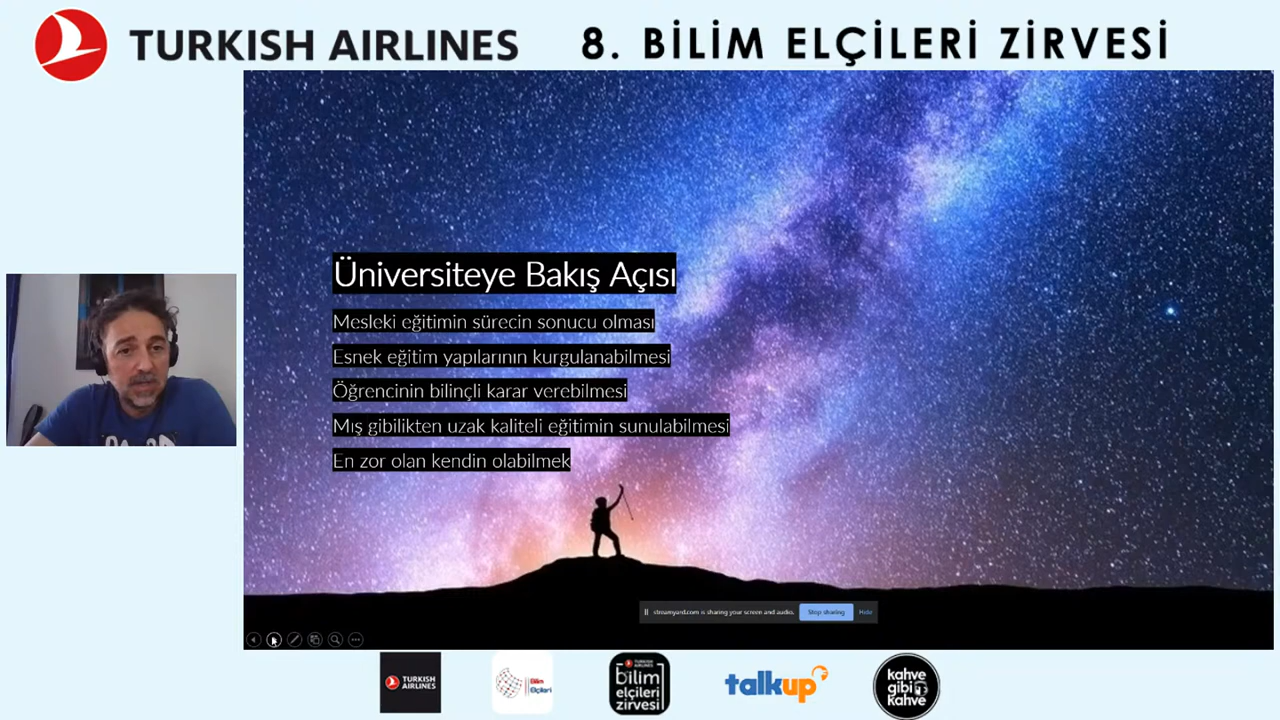 TURKISH AIRLINES
8. BİLİM ELÇİLERİ ZİRVESİ
Üniversiteye Bakış Açısı
Mesleki eğitimin sürecin sonucu olması
Esnek eğitim yapılarının kurgulanabilmesi
Öğrencinin bilinçli karar verebilmesi
Mış gibilikten uzak kaliteli eğitimin sunulabilmesi
En zor olan kendin olabilmek
streamyard.com is sharing your screen and audio.
Stop sharing
Hide
TURKISH
AIRLINES
Bilim
Elçileri
TURKISH
AIRLINES
bilim
elçileri
zirvesi
talkup
kahve
gibi
kahve